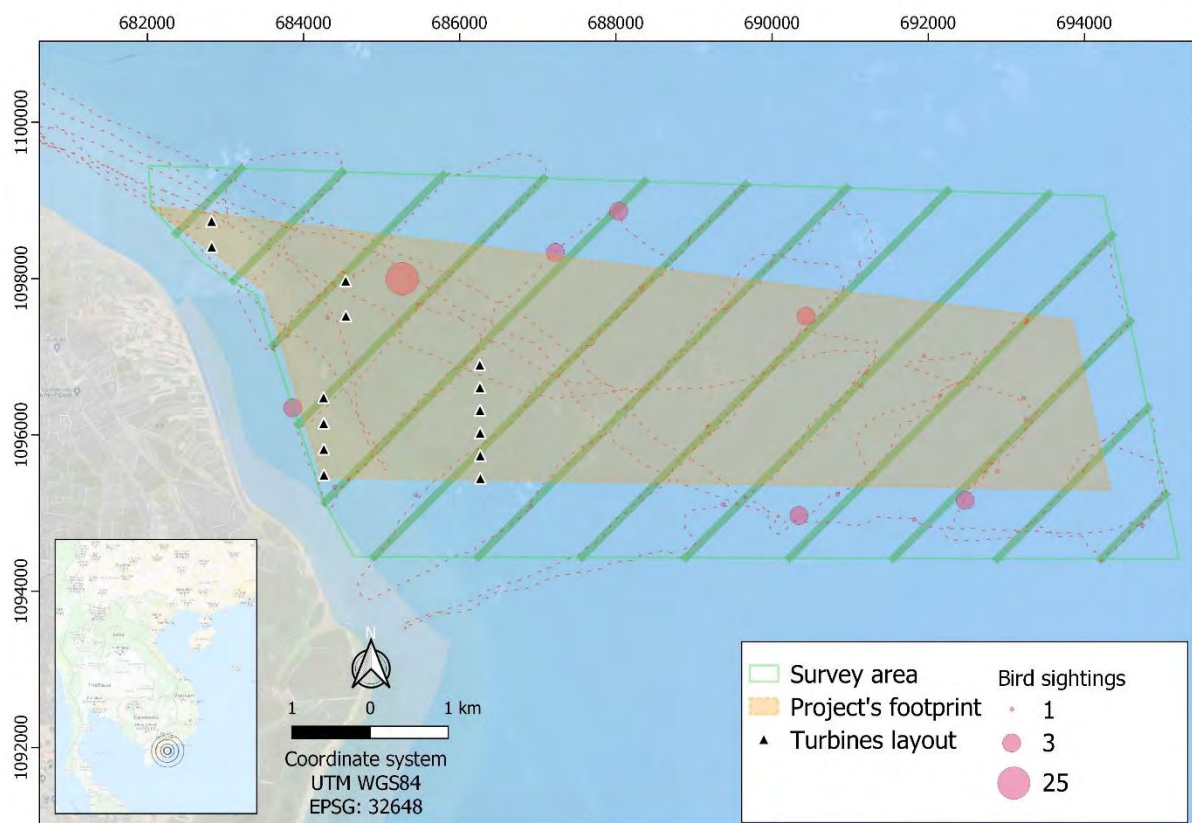 682000 684000 686000 688000 690000 692000 694000
1100000
1098000
1096000
1094000
1092000
N
1 0 1 km
Coordinate system
UTM WGS84
EPSG: 32648
Survey area
Project's footprint
Turbines layout
Bird sightings
1
3
25